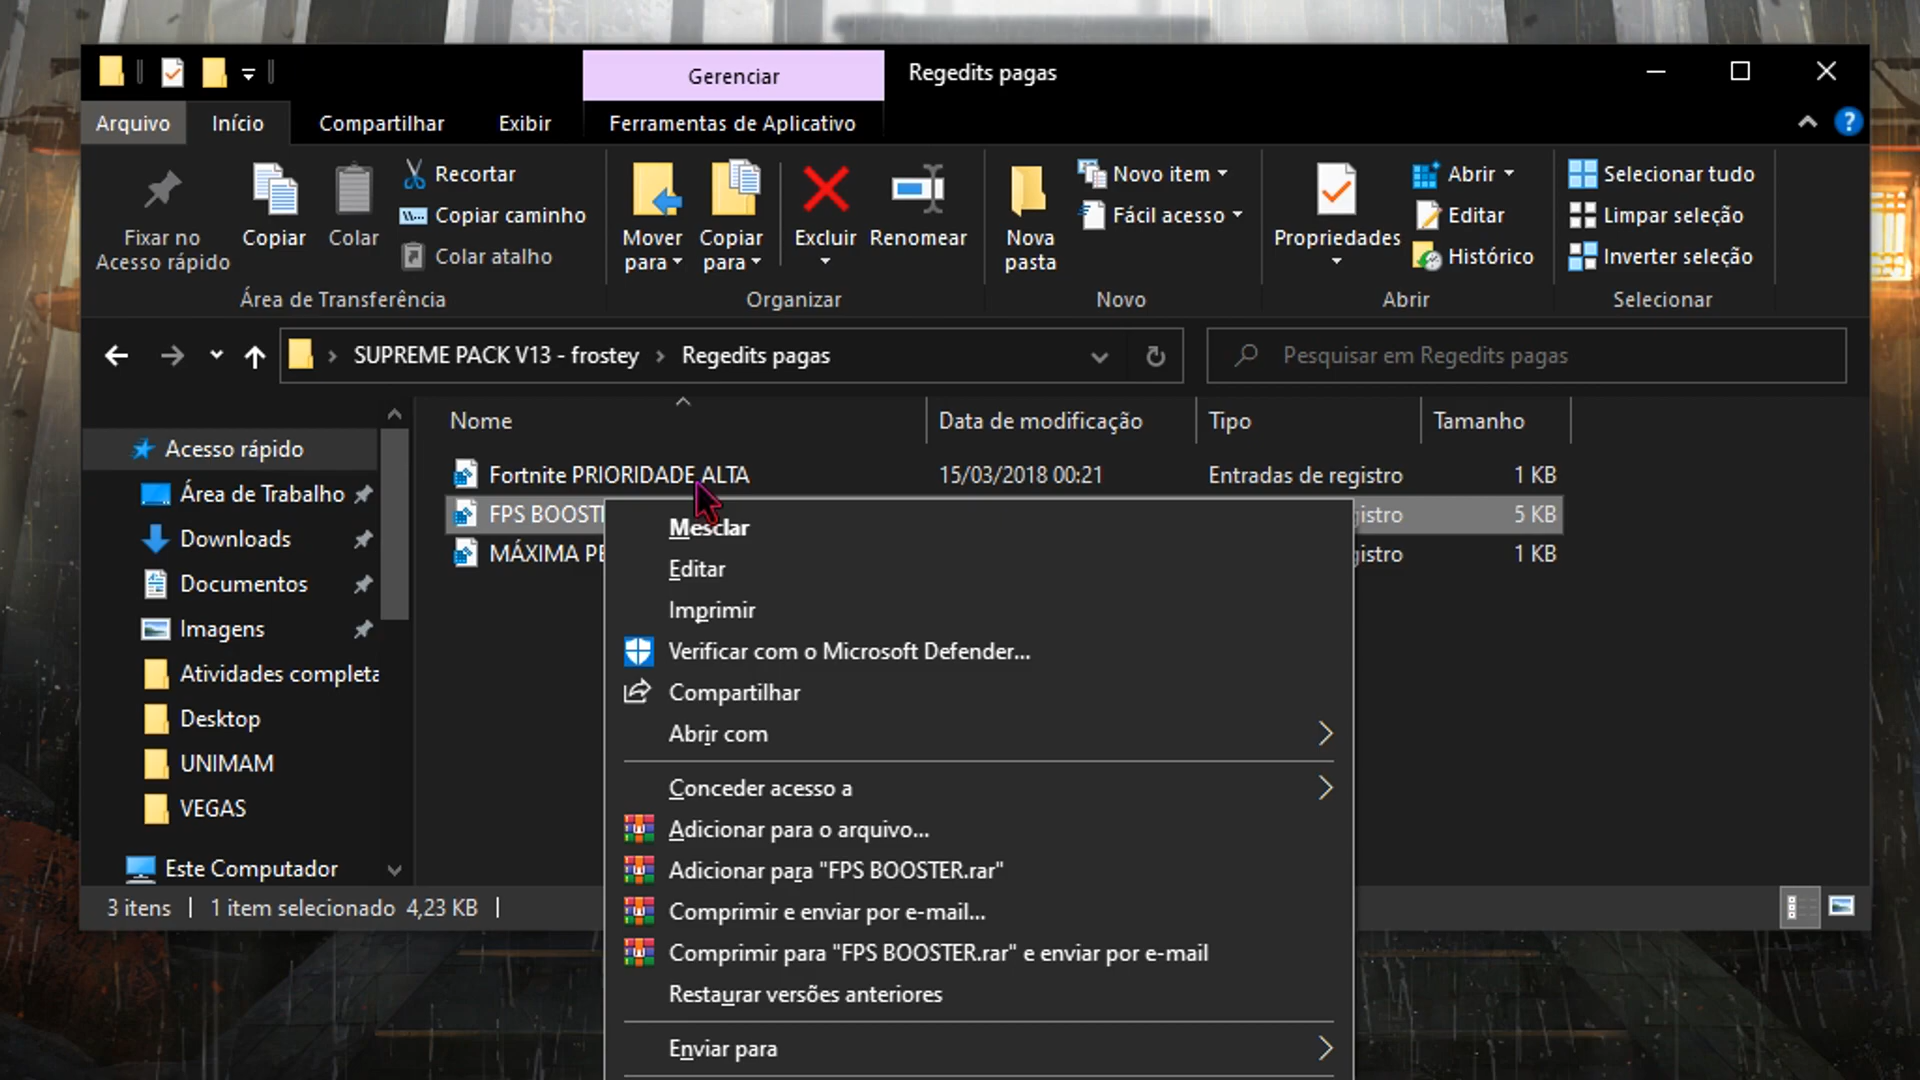 Gerenciar
Regedits pagas
Arquivo
Início
Compartilhar
Exibir
Ferramentas de Aplicativo
Fixar no
Acesso rápido
Copiar
Colar
Recortar
Copiar caminho
Colar atalho
Área de Transferência
Mover
para
Copiar
para
Excluir
Renomear
Organizar
Nova
pasta
Novo item
Fácil acesso
Novo
Propriedades
Abrir
Editar
Histórico
Abrir
Selecionar tudo
Limpar seleção
Inverter seleção
Selecionar
SUPREME PACK V13 - frostey > Regedits pagas
Pesquisar em Regedits pagas
Acesso rápido
Área de Trabalho
Downloads
Documentos
Imagens
Atividades completa
Desktop
UNIMAM
VEGAS
Este Computador
Nome
Data de modificação
Tipo
Tamanho
Fortnite PRIORIDADE ALTA
15/03/2018 00:21
Entradas de registro
1 KB
FPS BOOST
istro
5 KB
MÁXIMA PE
istro
1 KB
Mesclar
Editar
Imprimir
Verificar com o Microsoft Defender...
Compartilhar
Abrir com
Conceder acesso a
Adicionar para o arquivo...
Adicionar para "FPS BOOSTER.rar"
Comprimir e enviar por e-mail...
Comprimir para "FPS BOOSTER.rar" e enviar por e-mail
Restaurar versões anteriores
Enviar para
3 itens
1 item selecionado 4,23 KB